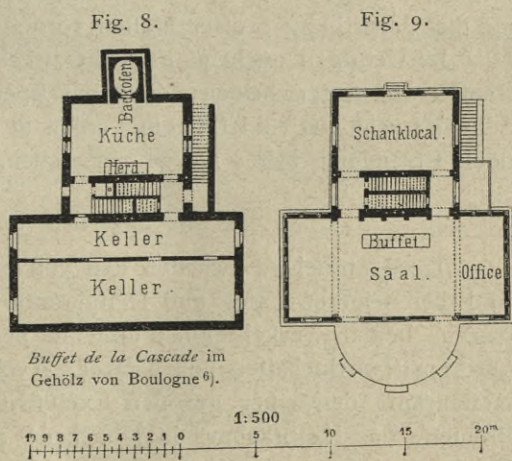 Fig. 8.
Fig. 9.
Backofen
Küche
Herd
Keller
Keller.
Schanklocal.
Buffet
Saal.
Office
Buffet de la Cascade im
Gehölz von Boulogne 6).
1:500
10 9 8 7 6 5 4 3 2 1 0 5 10 15 20m